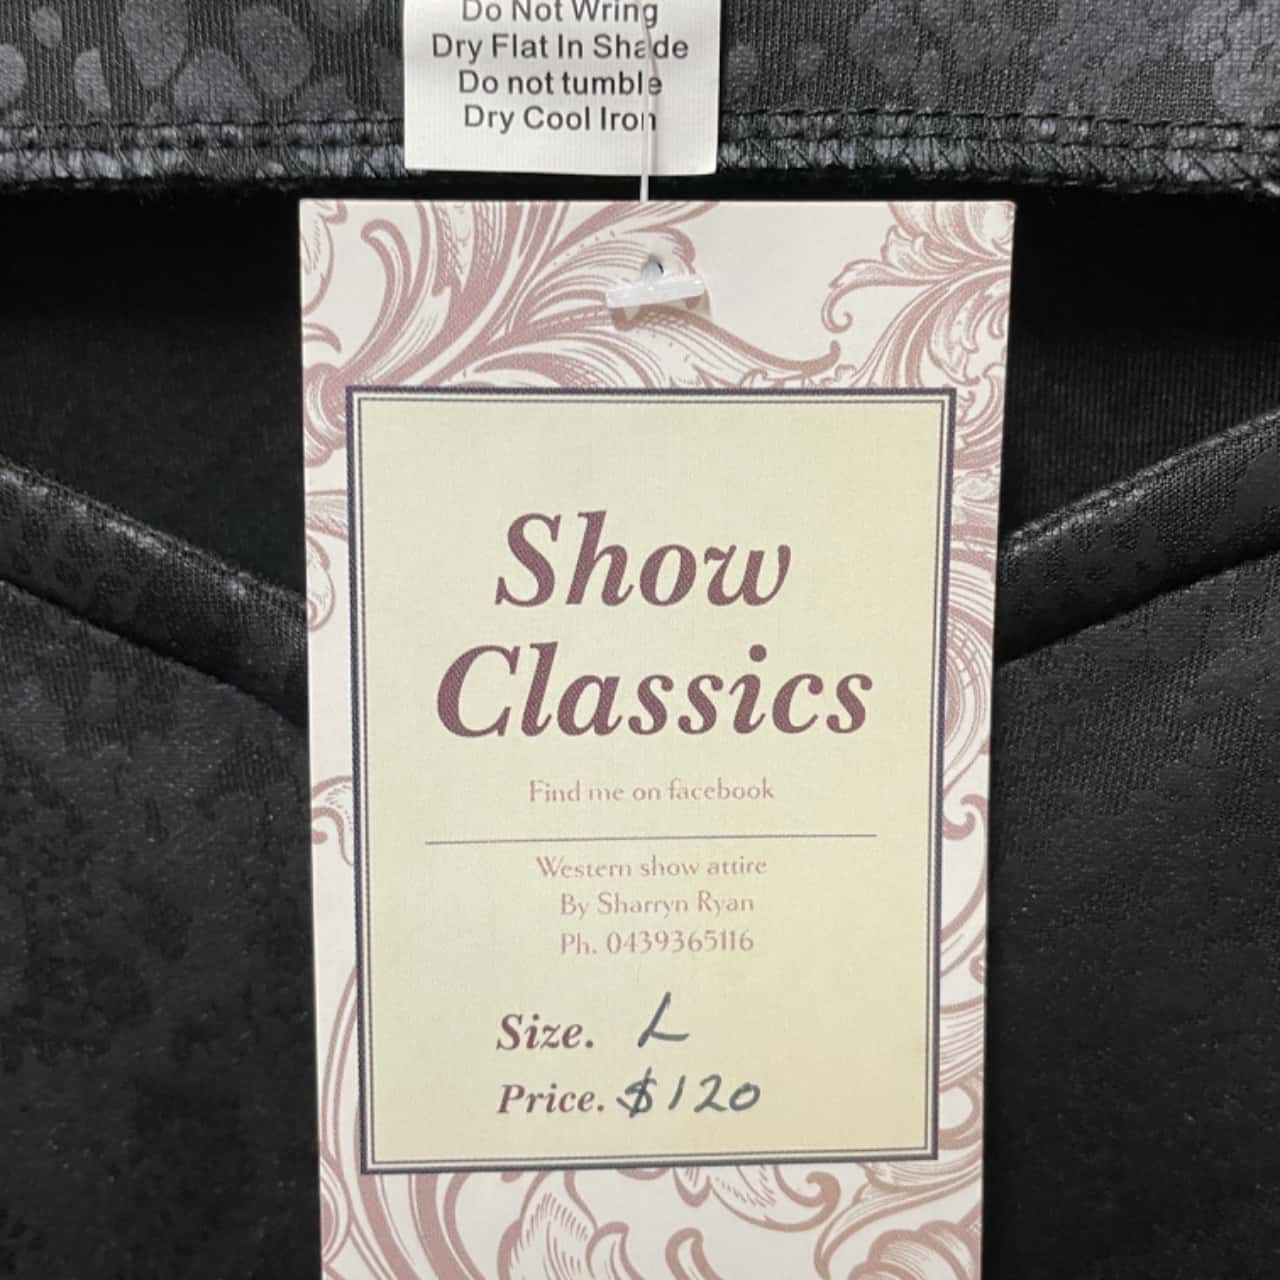 Do Not Wring
Dry Flat In Shade
Do not tumble
Dry Cool Iron
Show
Classics
Find me on facebook
Western show attire
By Sharryn Ryan
Ph. 0439365116
Size. L
Price. $120